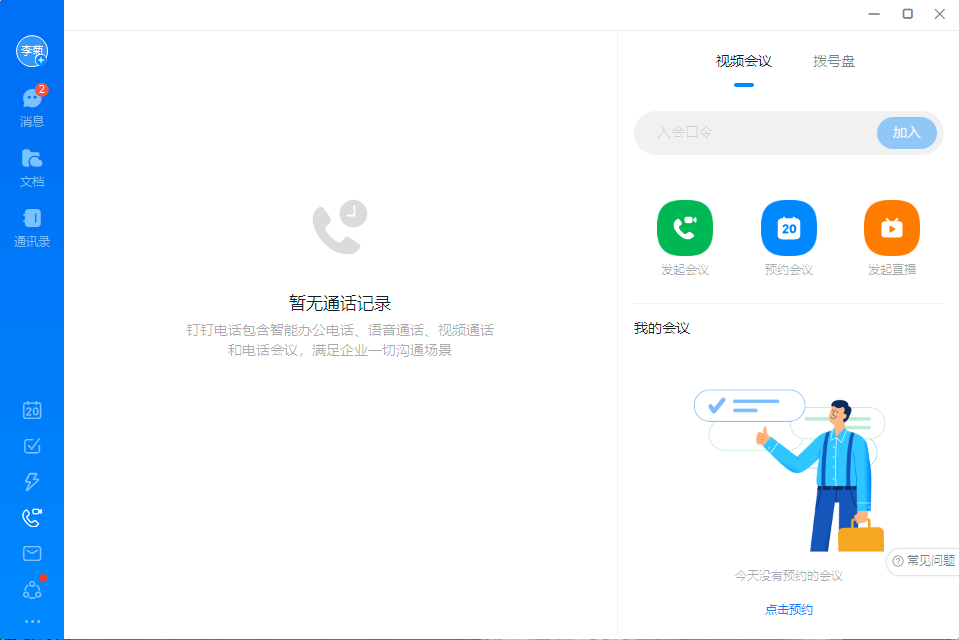 李菊
2
消息
文档
通讯录
20
暂无通话记录
钉钉电话包含智能办公电话、语音通话、视频通话
和电话会议，满足企业一切沟通场景
视频会议
拨号盘
入会口令
加入
20
发起会议
预约会议
发起直播
我的会议
今天没有预约的会议
点击预约
常见问题